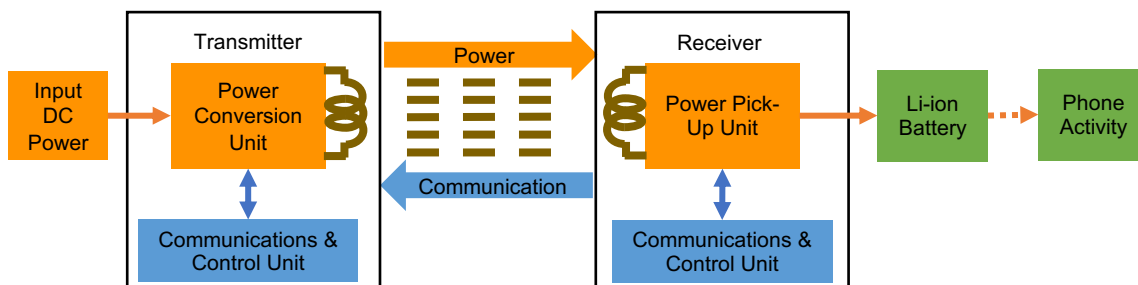 Transmitter
Power
Receiver
Input
DC
Power
Power
Conversion
Unit
Power Pick-
Up Unit
Li-ion
Battery
Phone
Activity
Communication
Communications &
Control Unit
Communications &
Control Unit